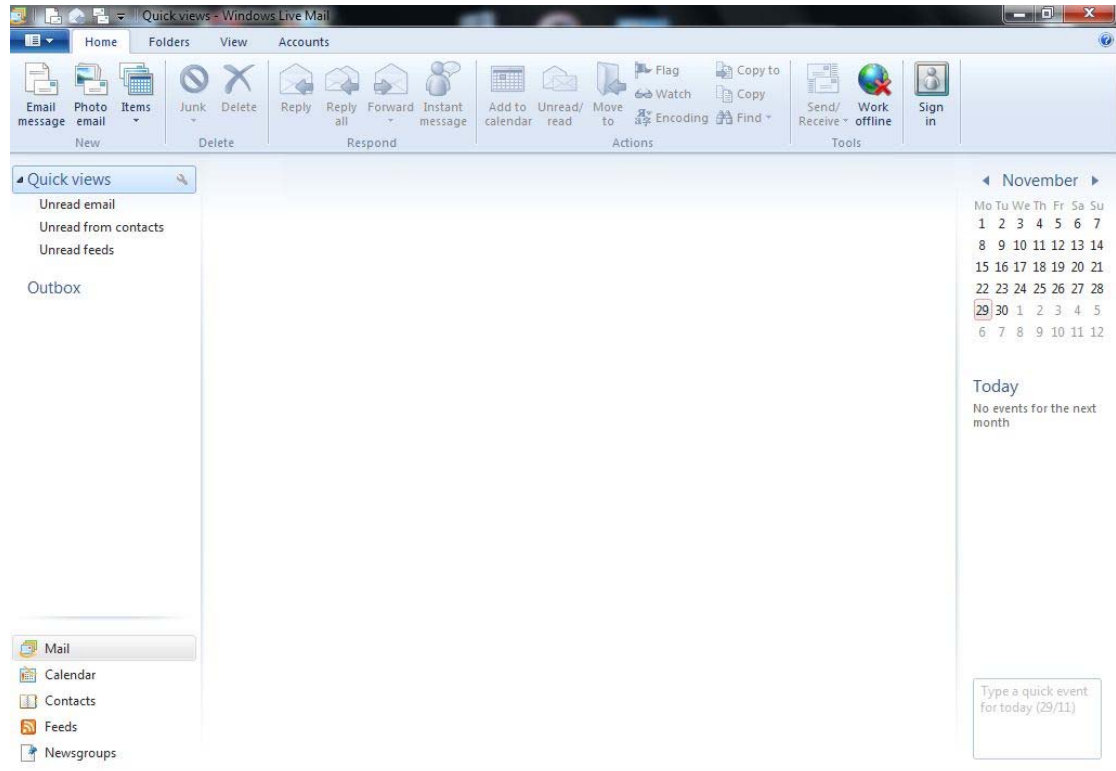 Quick views - Windows Live Mail
Home Folders View Accounts
Email message
Photo email
Items
Junk
Delete
Reply
Reply all
Forward
Instant message
Add to calendar
Unread/ read
Move to
Flag
Watch
Encoding
Copy to
Copy
Find
Send/ Receive
Work offline
Sign in
New
Delete
Respond
Actions
Tools
Quick views
Unread email
Unread from contacts
Unread feeds
Outbox
Mail
Calendar
Contacts
Feeds
Newsgroups
November
Mo Tu We Th Fr Sa Su
1 2 3 4 5 6 7
8 9 10 11 12 13 14
15 16 17 18 19 20 21
22 23 24 25 26 27 28
29 30 1 2 3 4 5
6 7 8 9 10 11 12
Today
No events for the next
month
Type a quick event
for today (29/11)